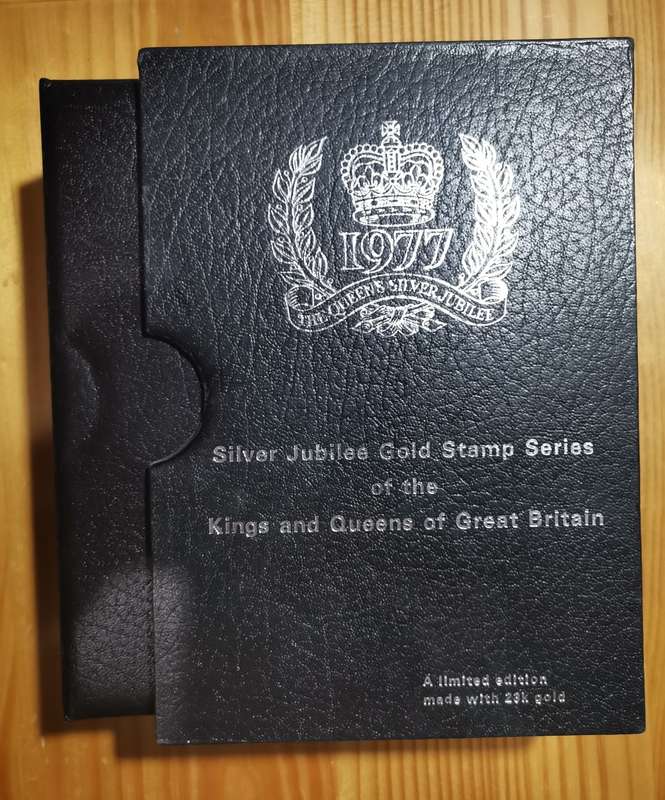 1977
THE QUEEN'S SILVER JUBILEE
Silver Jubilee Gold Stamp Series
of the
Kings and Queens of Great Britain
A limited edition
made with 23k gold